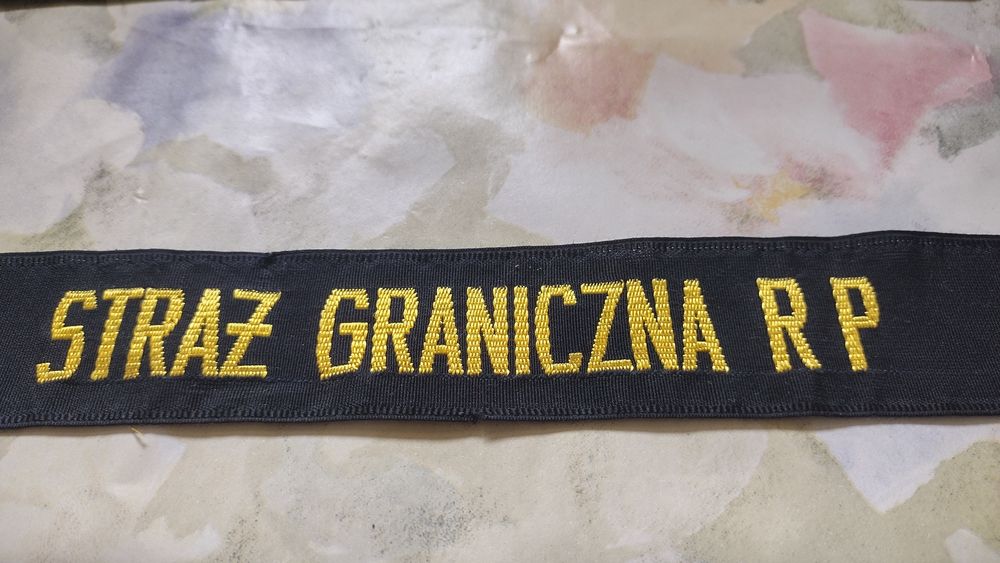 STRAŻ GRANICZNA R P